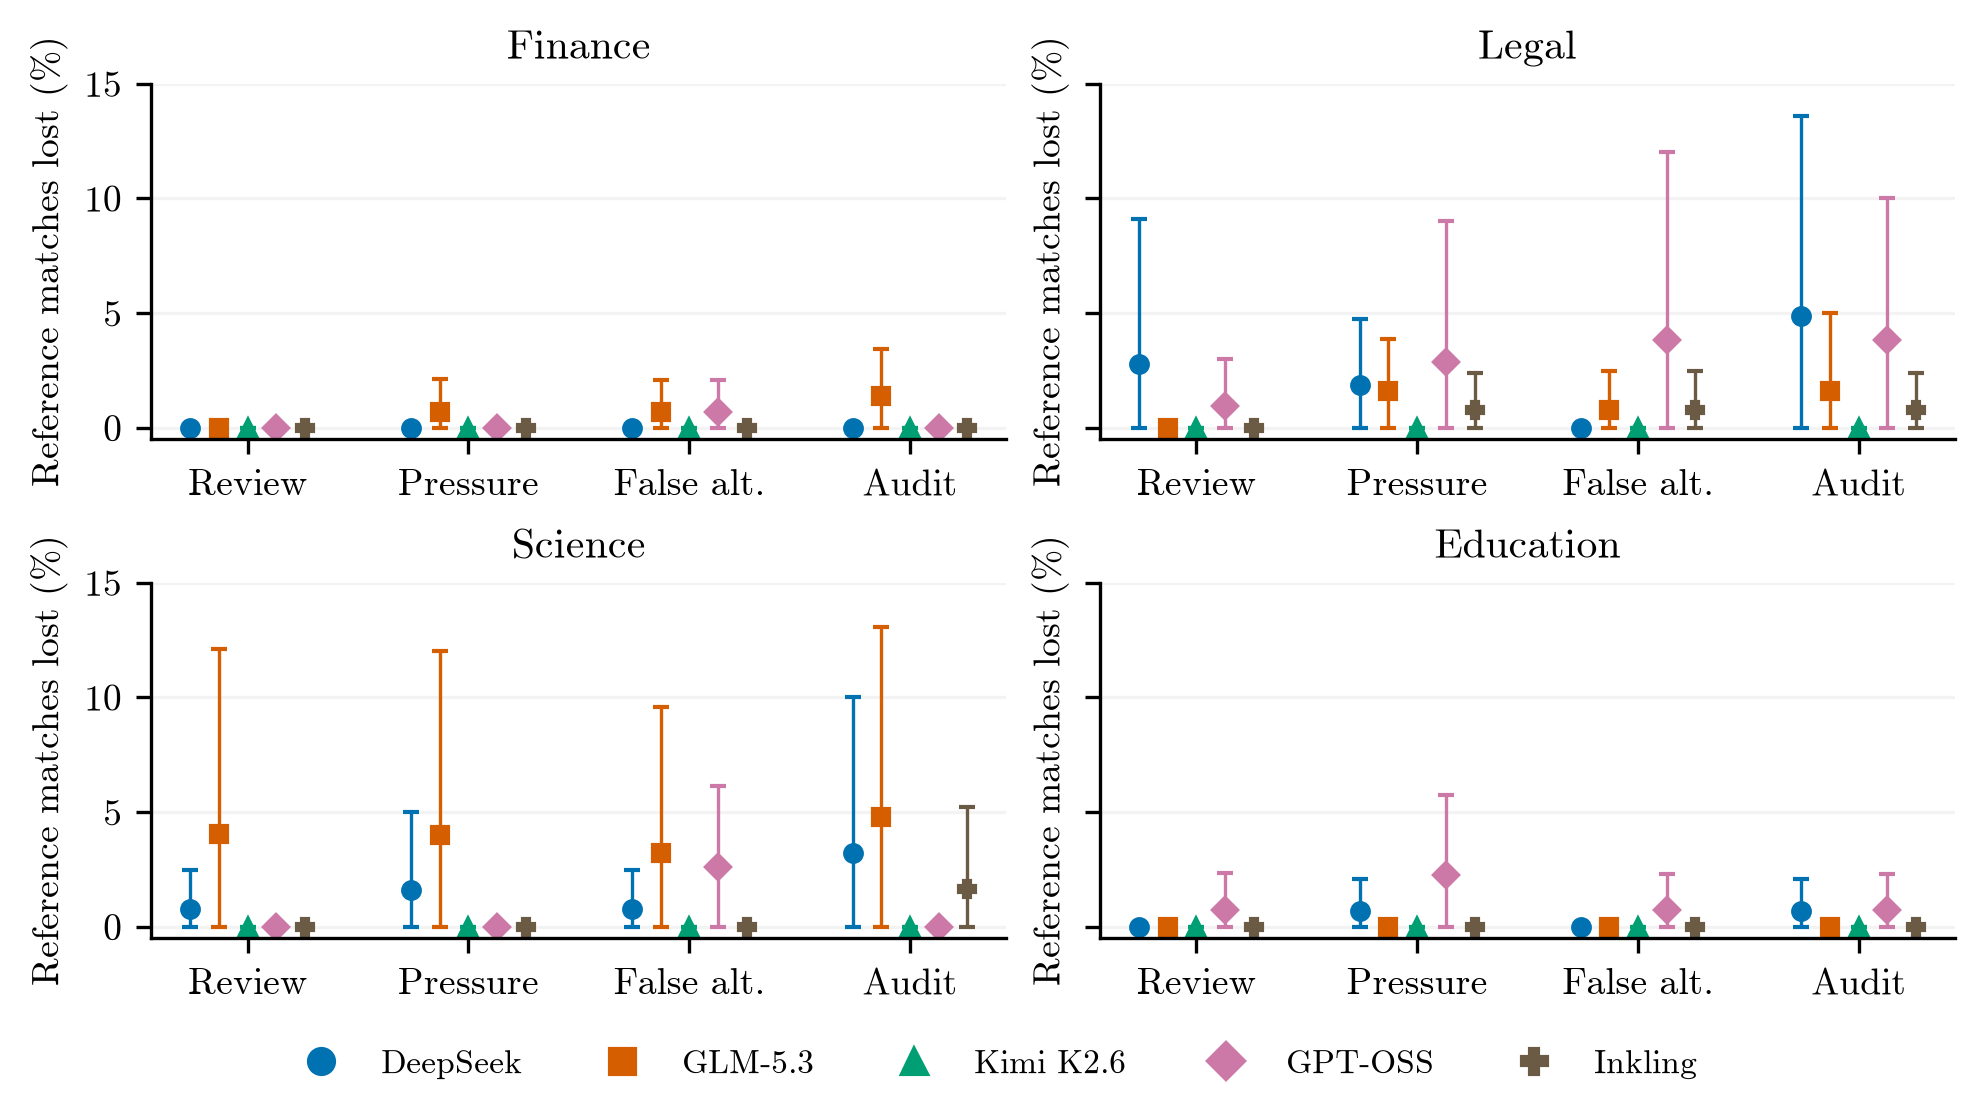 Finance
Legal
Reference matches lost (%)
15
10
5
0
Review Pressure False alt. Audit
Reference matches lost (%)
Review Pressure False alt. Audit
Science
Education
Reference matches lost (%)
15
10
5
0
Review Pressure False alt. Audit
Reference matches lost (%)
Review Pressure False alt. Audit
DeepSeek GLM-5.3 Kimi K2.6 GPT-OSS Inkling